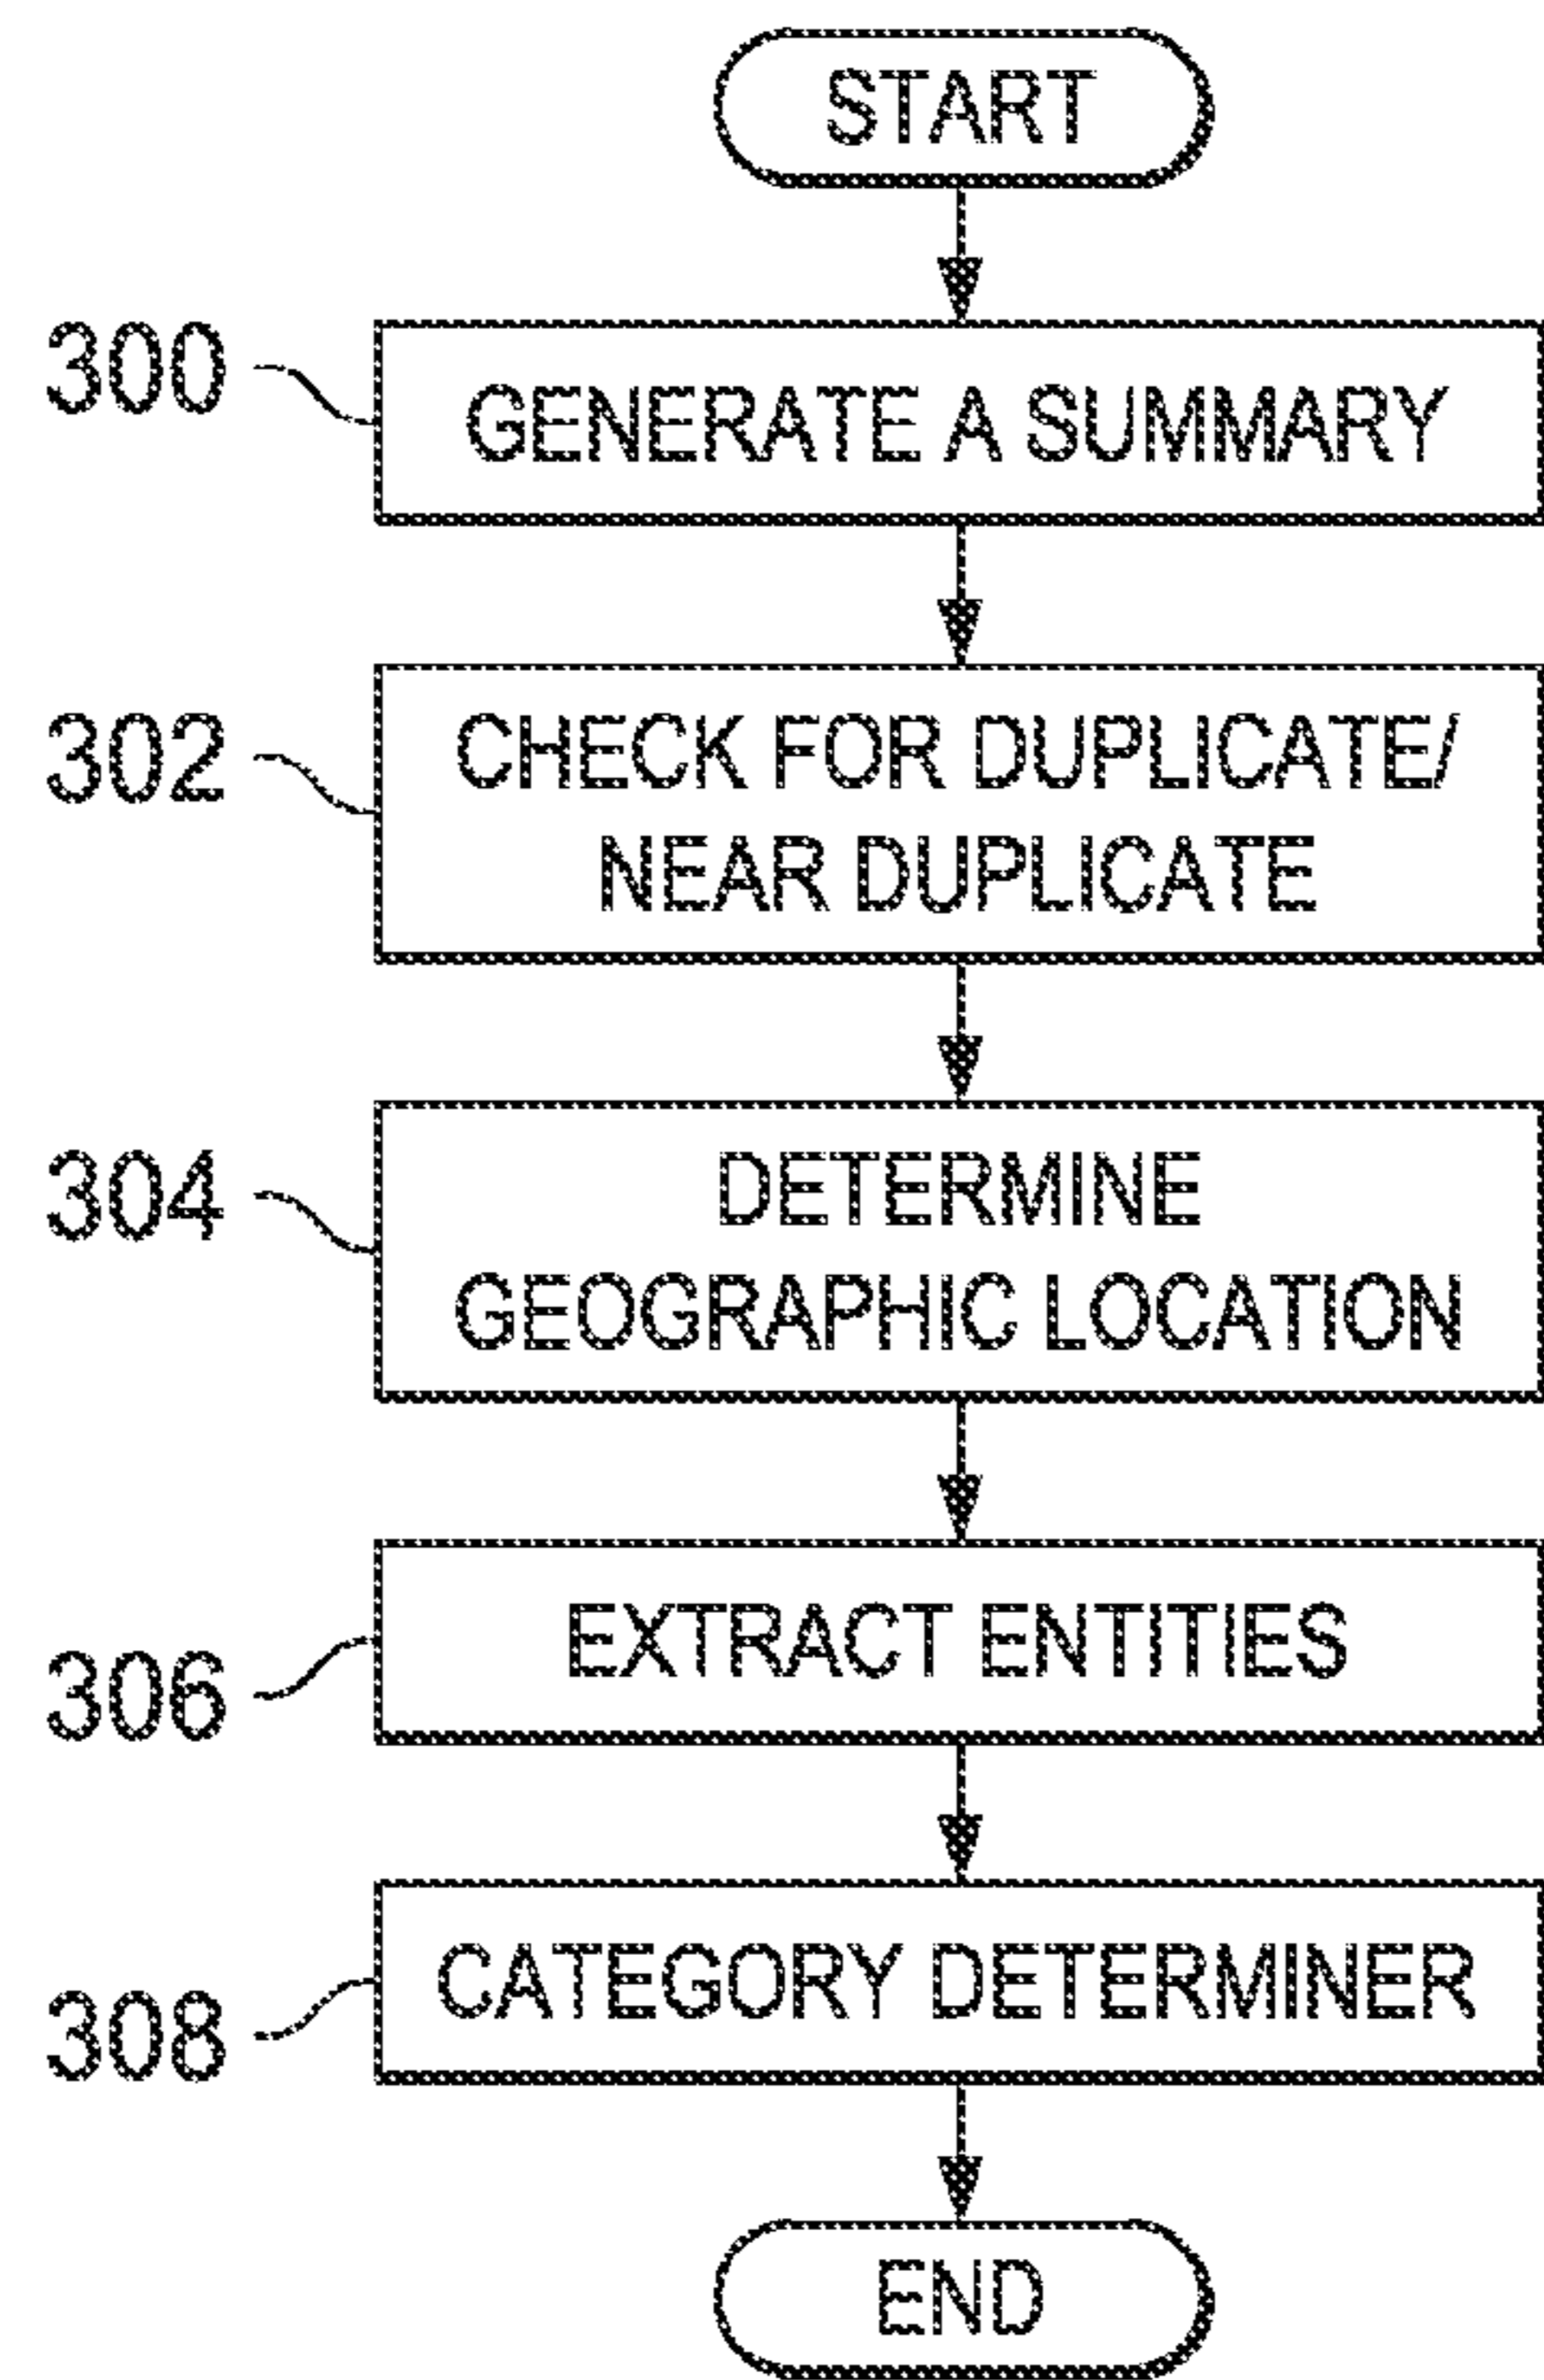 START
300
GENERATE A SUMMARY
302
CHECK FOR DUPLICATE/
NEAR DUPLICATE
304
DETERMINE
GEOGRAPHIC LOCATION
306
EXTRACT ENTITIES
308
CATEGORY DETERMINER
END